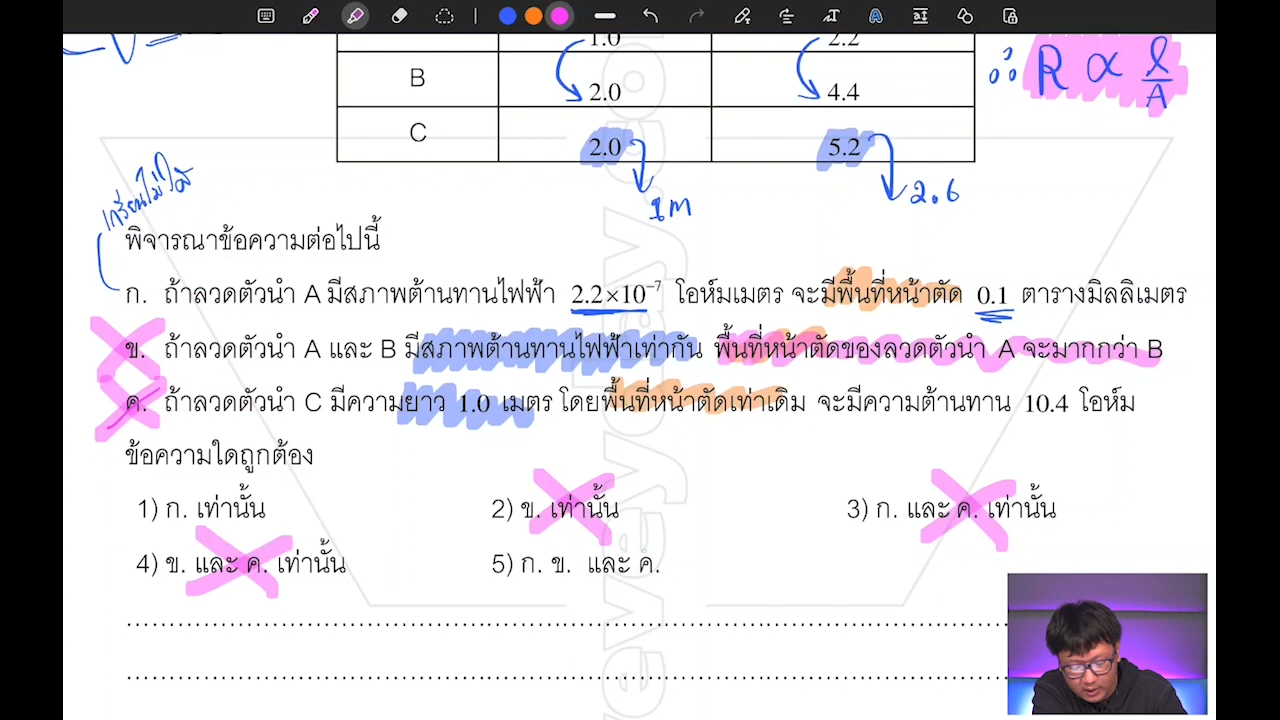 1.0 2.2
∴ R ∝ l/A
B 2.0 4.4
C 2.0 5.2
1m 2.6
พิจารณาข้อความต่อไปนี้
ก. ถ้าลวดตัวนำ A มีสภาพต้านทานไฟฟ้า 2.2×10⁻⁷ โอห์มเมตร จะมีพื้นที่หน้าตัด 0.1 ตารางมิลลิเมตร
ข. ถ้าลวดตัวนำ A และ B มีสภาพต้านทานไฟฟ้าเท่ากัน พื้นที่หน้าตัดของลวดตัวนำ A จะมากกว่า B
ค. ถ้าลวดตัวนำ C มีความยาว 1.0 เมตร โดยพื้นที่หน้าตัดเท่าเดิม จะมีความต้านทาน 10.4 โอห์ม
ข้อความใดถูกต้อง
1) ก. เท่านั้น 2) ข. เท่านั้น 3) ก. และ ค. เท่านั้น
4) ข. และ ค. เท่านั้น 5) ก. ข. และ ค.